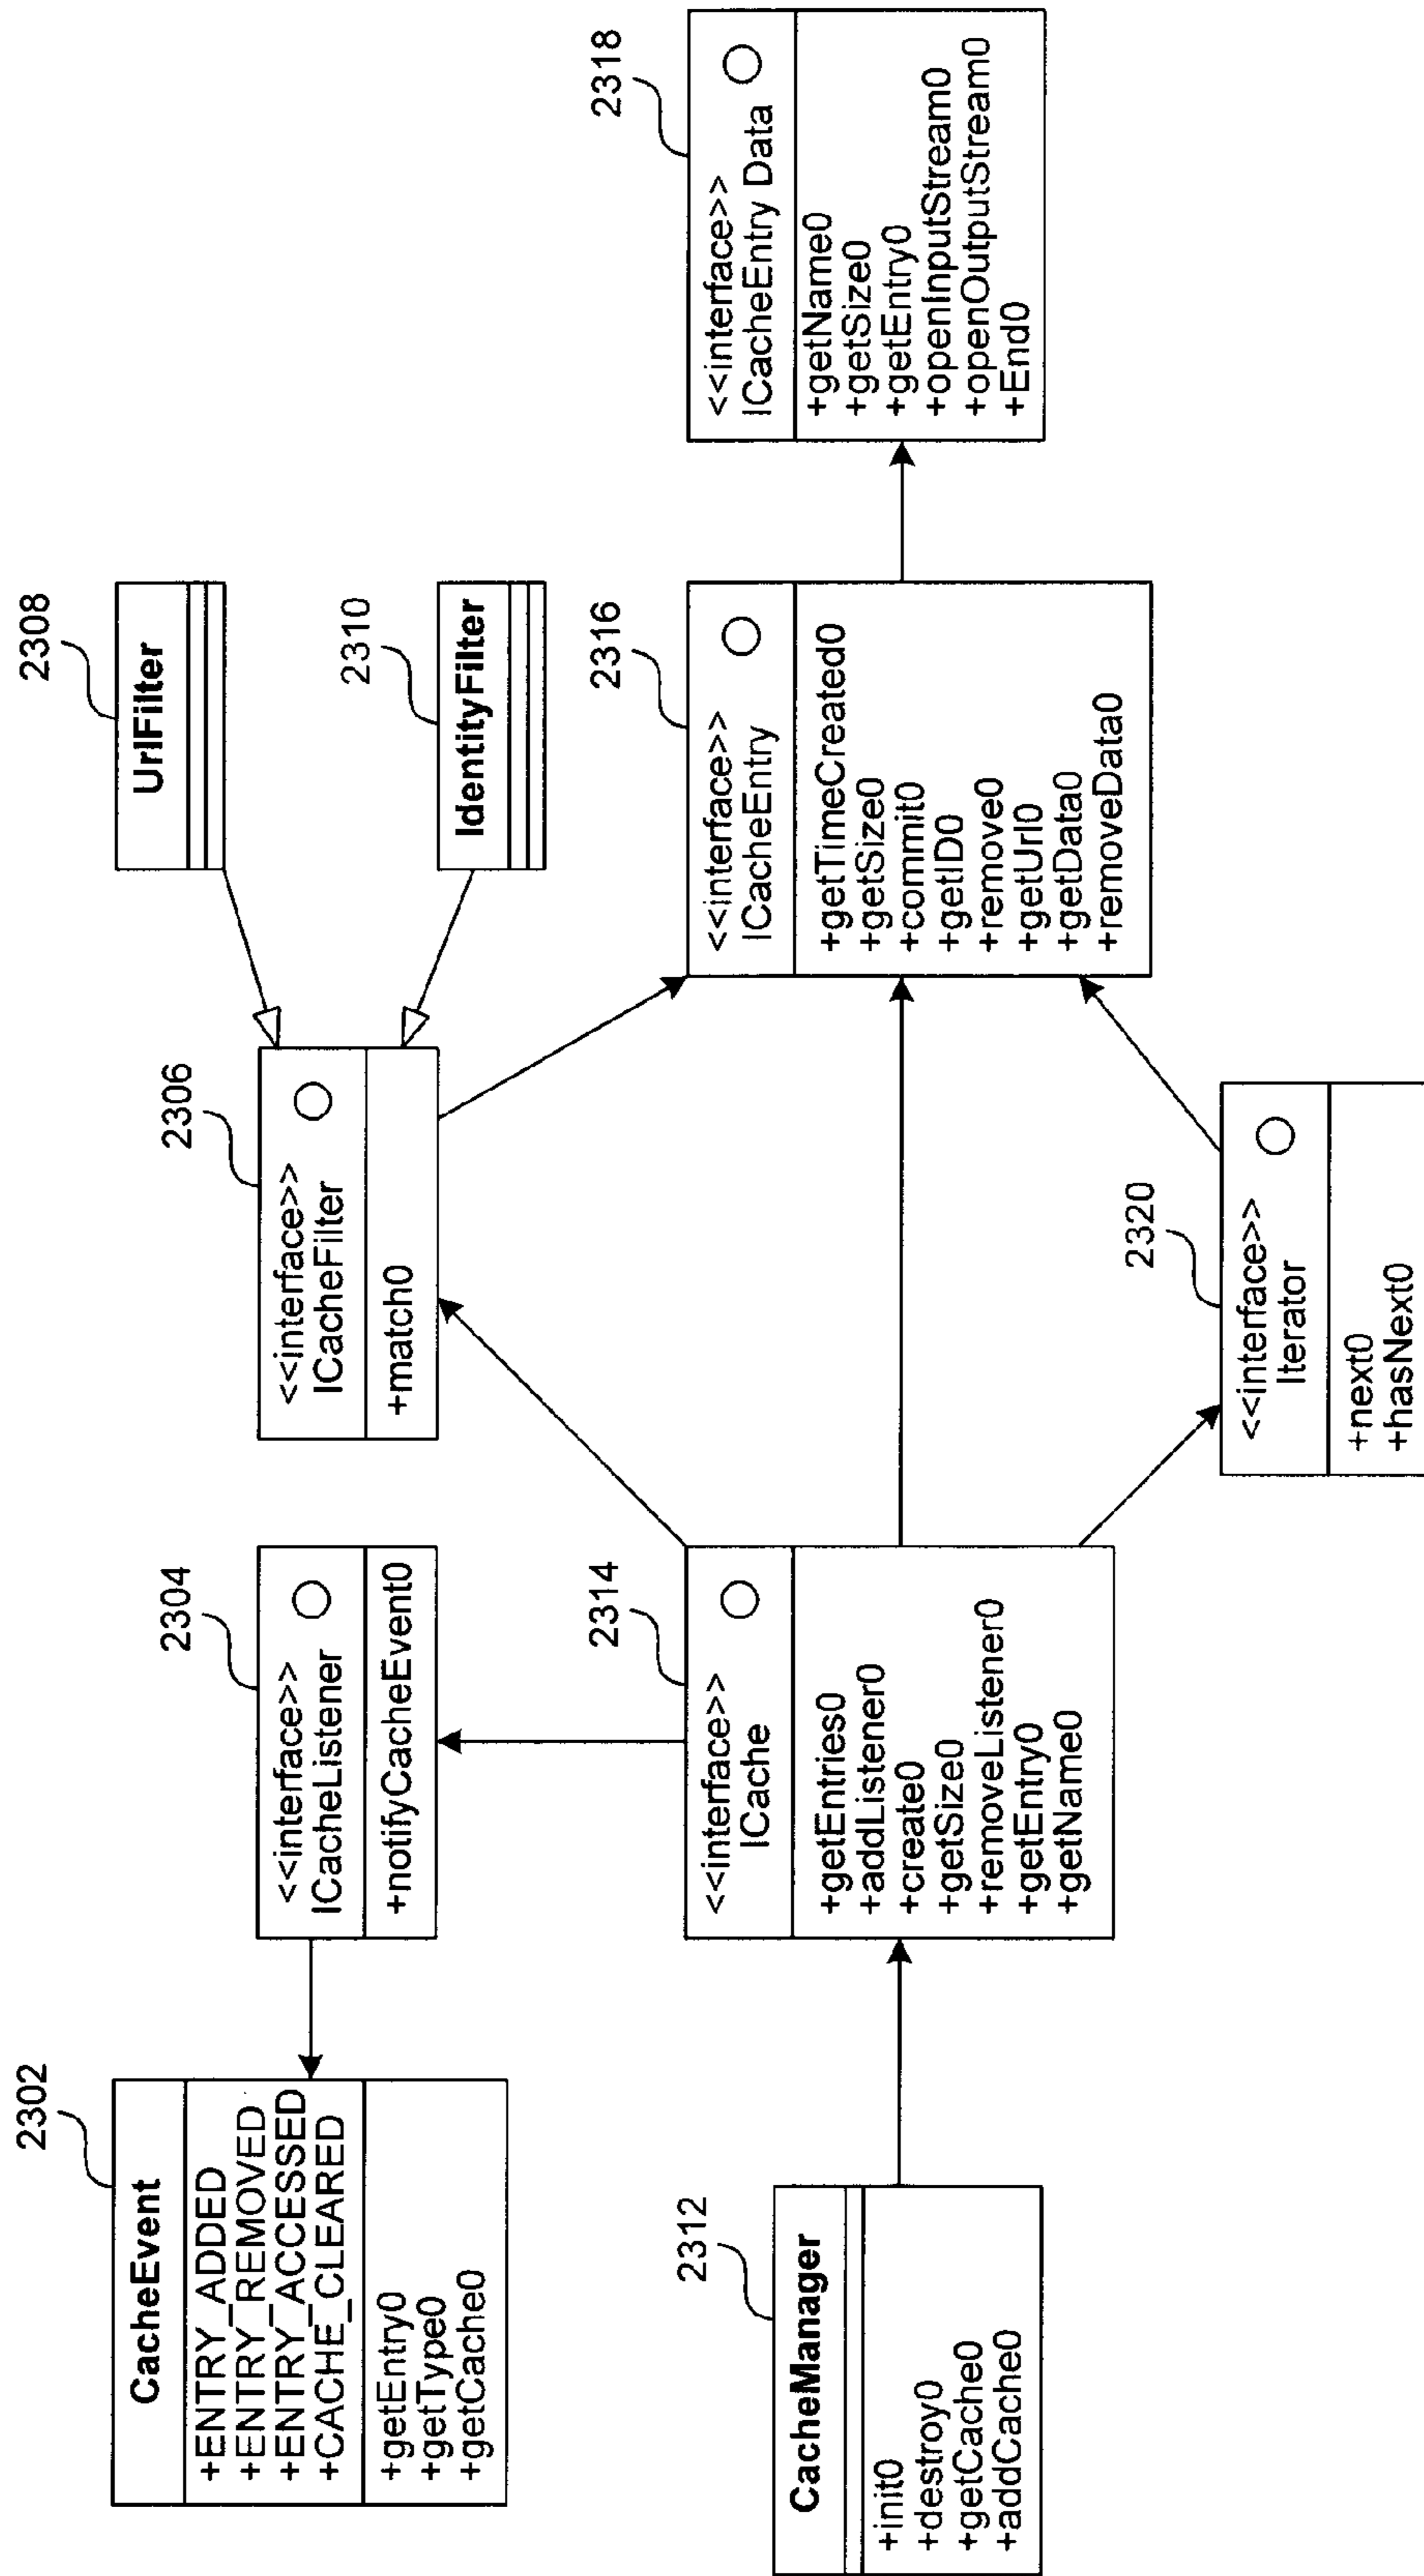 2302
CacheEvent
+ENTRY_ADDED
+ENTRY_REMOVED
+ENTRY_ACCESSED
+CACHE_CLEARED
+getEntry0
+getType0
+getCache0
2304
<<interface>>
ICacheListener
+notifyCacheEvent0
2306
<<interface>>
ICacheFilter
+match0
2308
UrlFilter
2310
IdentityFilter
2312
CacheManager
+init0
+destroy0
+getCache0
+addCache0
2314
<<interface>>
ICache
+getEntries0
+addListener0
+create0
+getSize0
+removeListener0
+getEntry0
+getName0
2316
<<interface>>
ICacheEntry
+getTimeCreated0
+getSize0
+commit0
+getID0
+remove0
+getUrl0
+getData0
+removeData0
2318
<<interface>>
ICacheEntry Data
+getName0
+getSize0
+getEntry0
+openInputStream0
+openOutputStream0
+End0
2320
<<interface>>
Iterator
+next0
+hasNext0